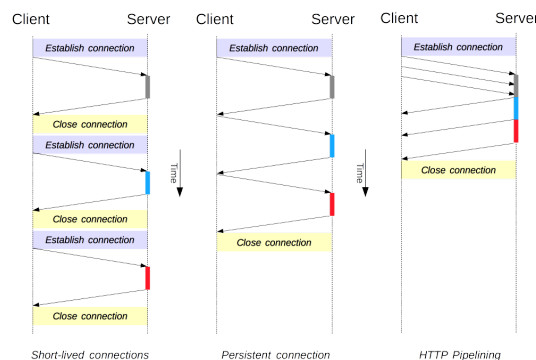 Client Server Client Server Client Server
Establish connection
Close connection
Establish connection
Close connection
Establish connection
Close connection
Time
Establish connection
Close connection
Time
Establish connection
Close connection
Short-lived connections Persistent connection HTTP Pipelining